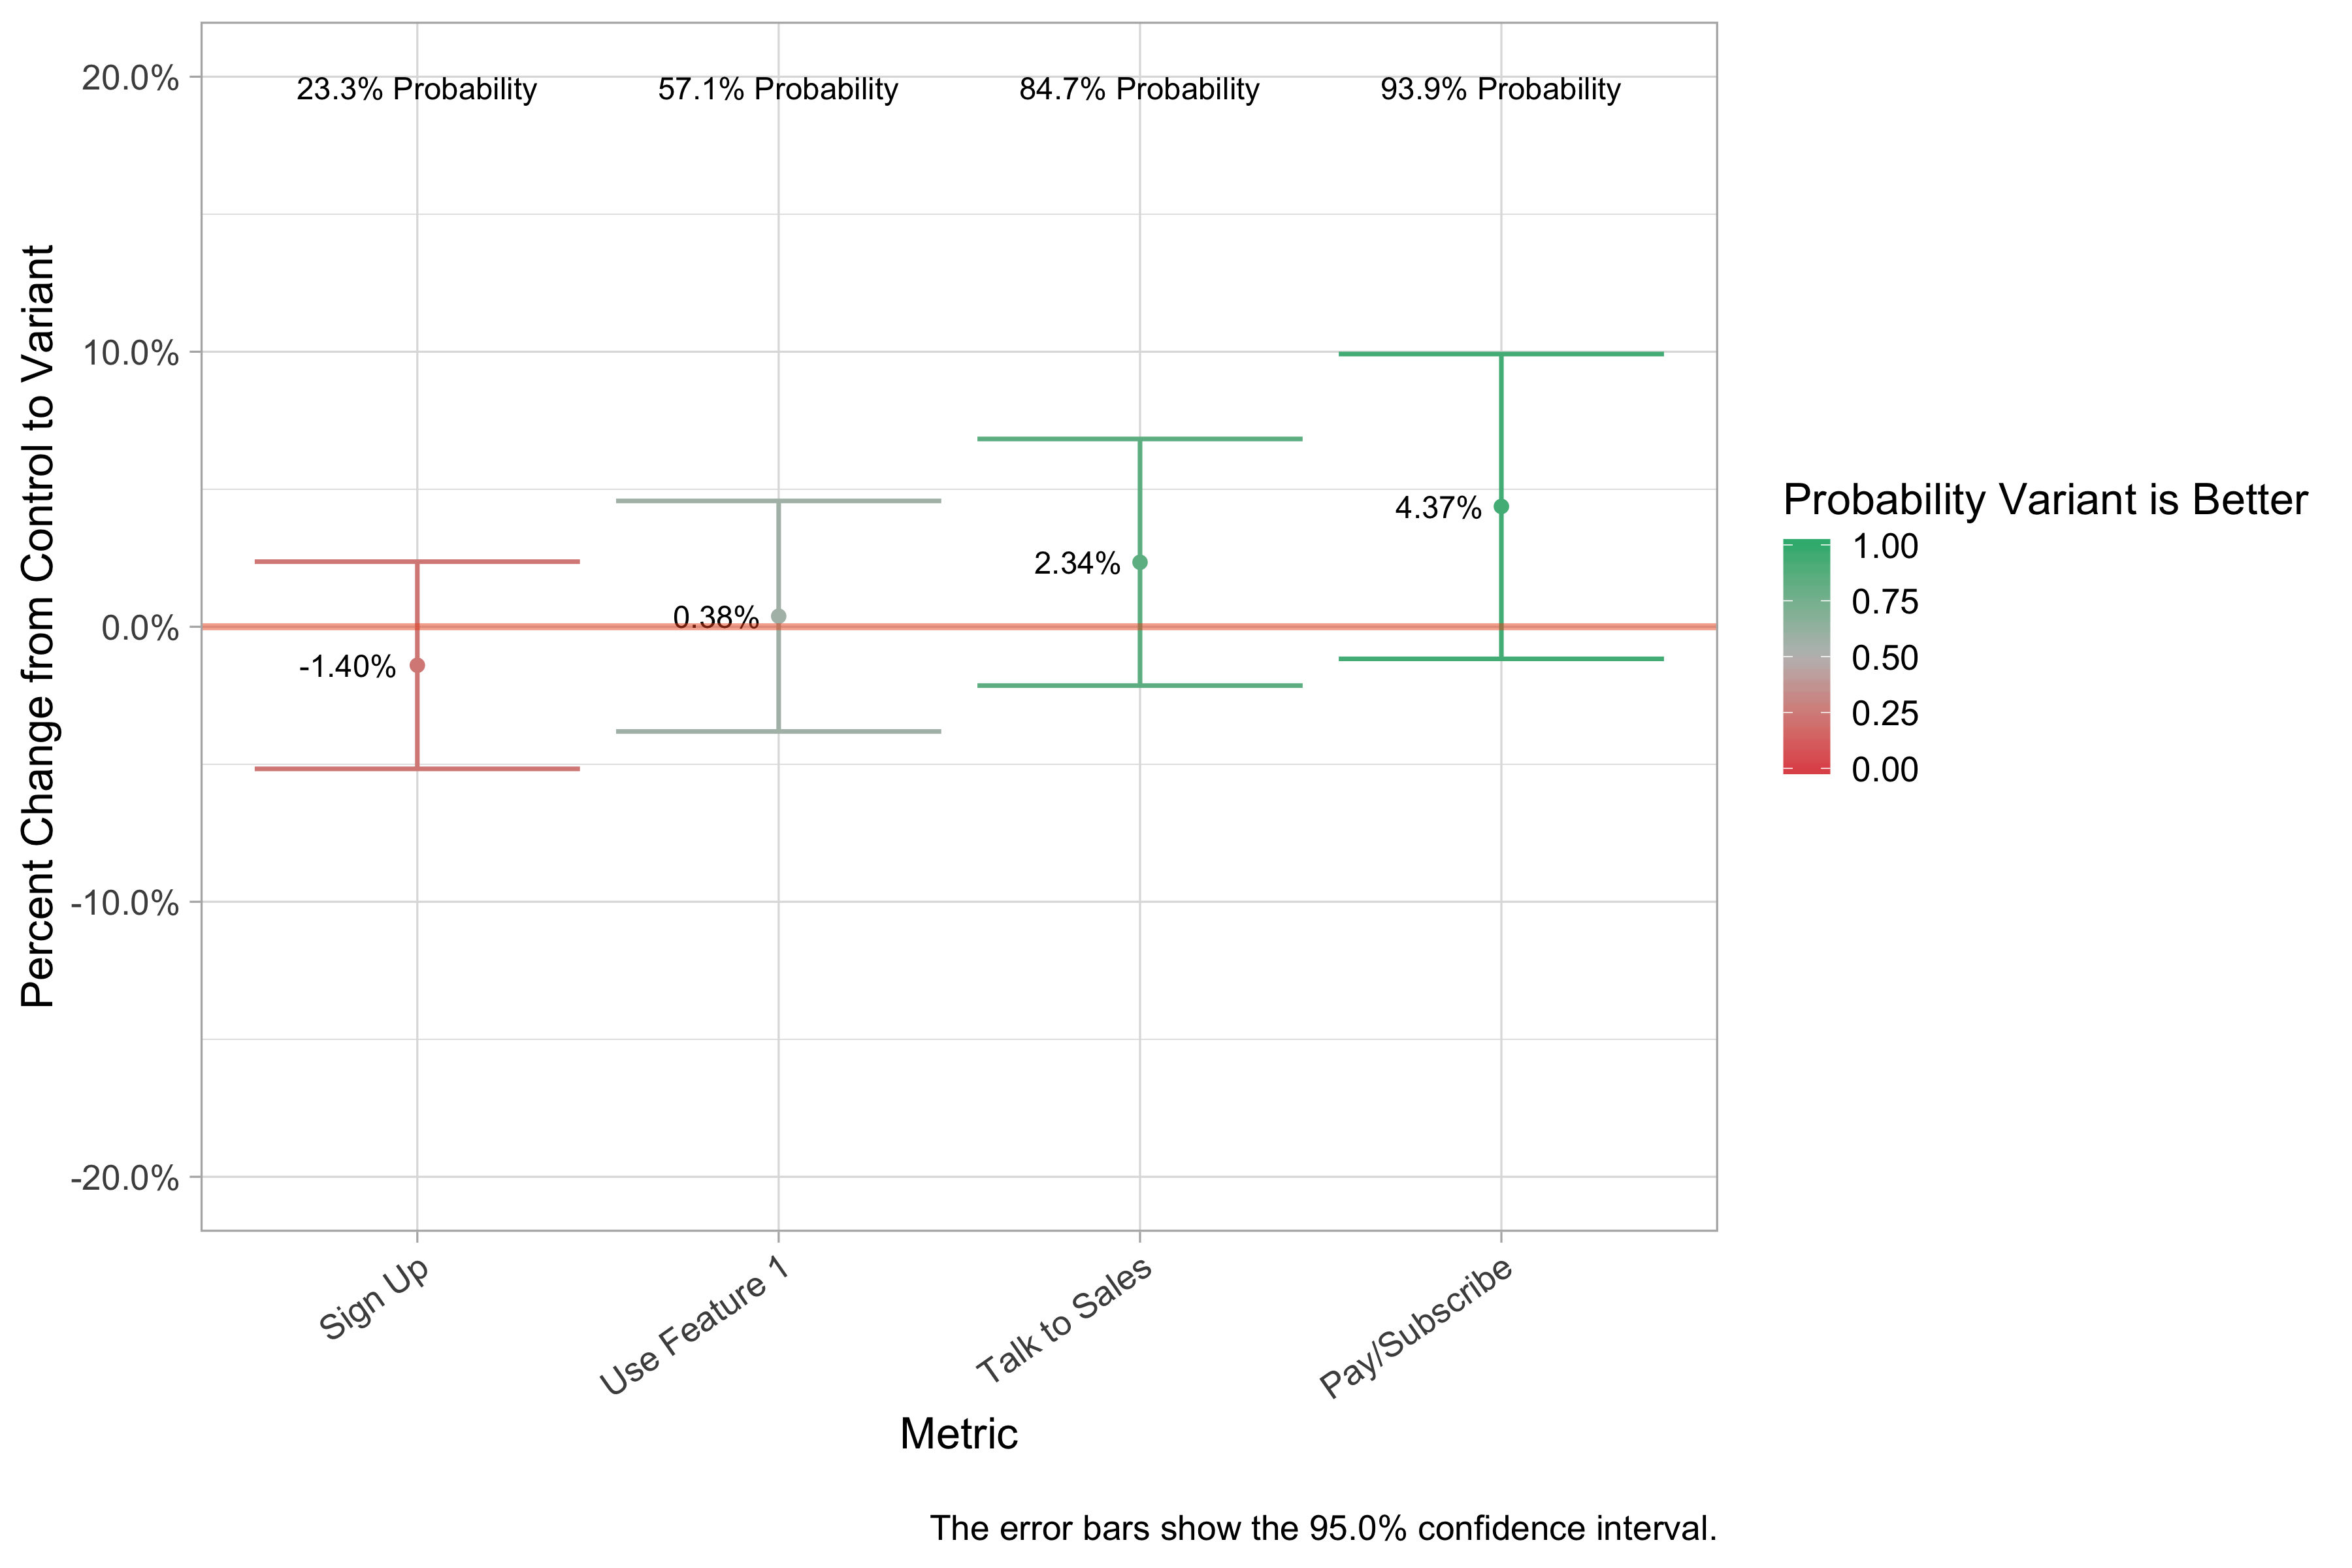 Percent Change from Control to Variant
20.0%
10.0%
0.0%
-10.0%
-20.0%
23.3% Probability
57.1% Probability
84.7% Probability
93.9% Probability
-1.40%
0.38%
2.34%
4.37%
Sign Up
Use Feature 1
Talk to Sales
Pay/Subscribe
Metric
Probability Variant is Better
1.00
0.75
0.50
0.25
0.00
The error bars show the 95.0% confidence interval.